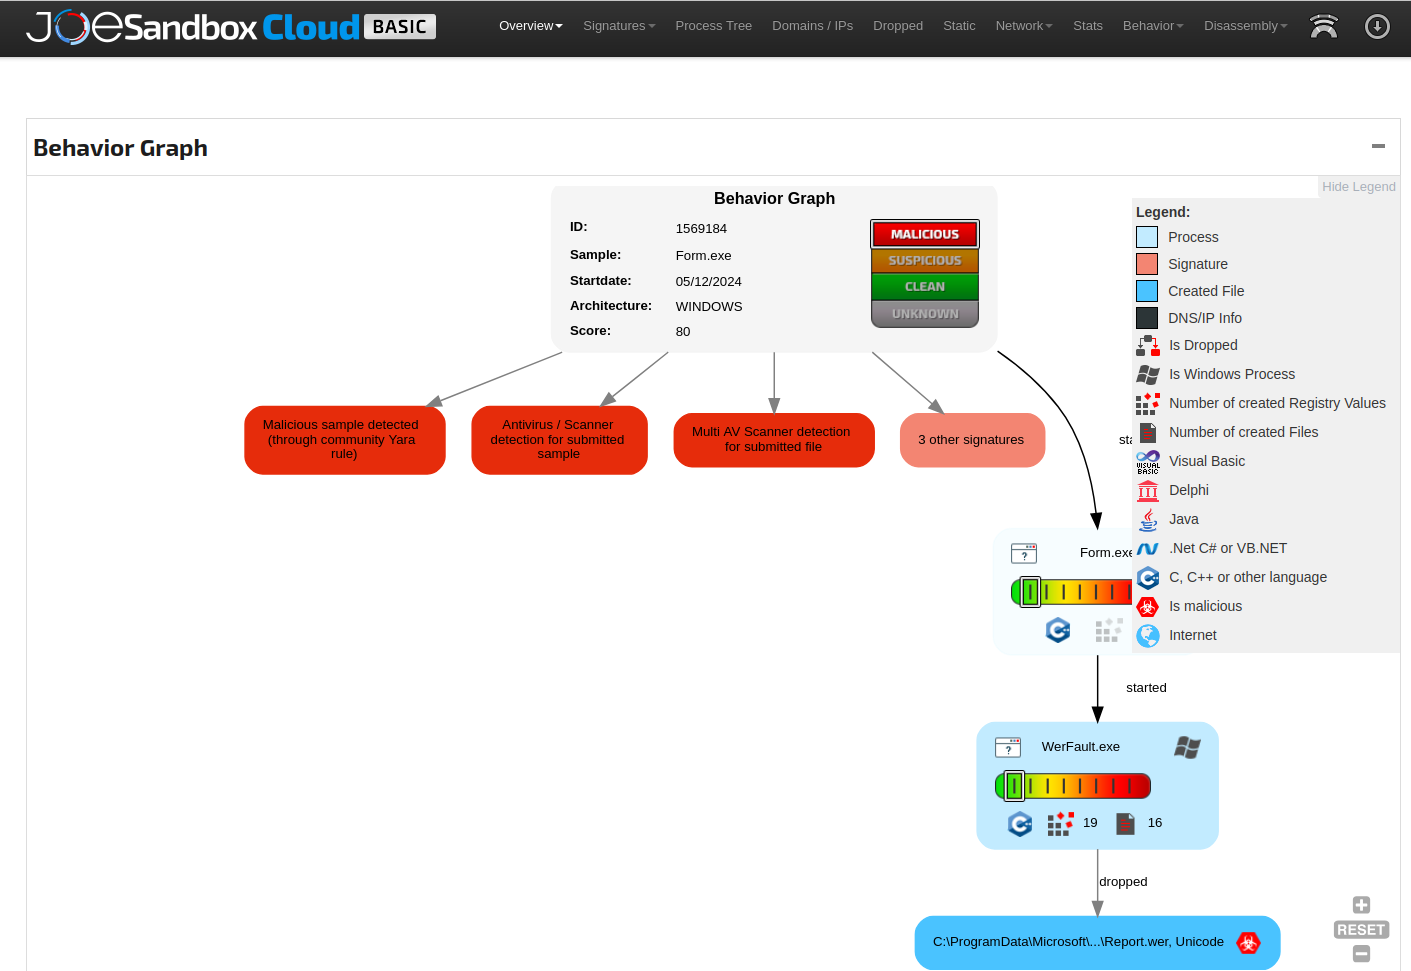 JOESandbox Cloud BASIC
Overview Signatures Process Tree Domains / IPs Dropped Static Network Stats Behavior Disassembly
Behavior Graph
Hide Legend
Behavior Graph
ID: 1569184
Sample: Form.exe
Startdate: 05/12/2024
Architecture: WINDOWS
Score: 80
MALICIOUS
SUSPICIOUS
CLEAN
UNKNOWN
Legend:
Process
Signature
Created File
DNS/IP Info
Is Dropped
Is Windows Process
Number of created Registry Values
Number of created Files
Visual Basic
Delphi
Java
.Net C# or VB.NET
C, C++ or other language
Is malicious
Internet
Malicious sample detected
(through community Yara
rule)
Antivirus / Scanner
detection for submitted
sample
Multi AV Scanner detection
for submitted file
3 other signatures
sta
Form.exe
started
WerFault.exe
19 16
dropped
C:\ProgramData\Microsoft\...\Report.wer, Unicode
RESET